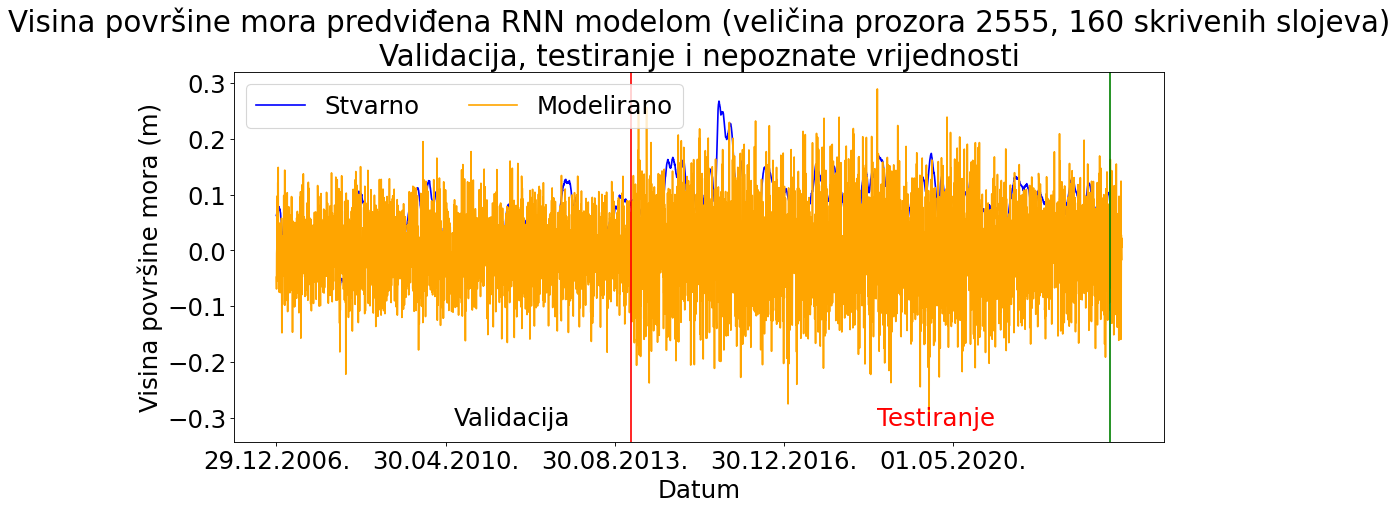 Visina površine mora predviđena RNN modelom (veličina prozora 2555, 160 skrivenih slojeva)
Validacija, testiranje i nepoznate vrijednosti
Visina površine mora (m)
0.3
0.2
0.1
0.0
−0.1
−0.2
−0.3
Stvarno Modelirano
Validacija Testiranje
29.12.2006. 30.04.2010. 30.08.2013. 30.12.2016. 01.05.2020.
Datum